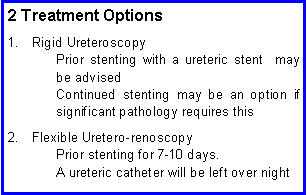 2 Treatment Options
1. Rigid Ureteroscopy
Prior stenting with a ureteric stent may
be advised
Continued stenting may be an option if
significant pathology requires this
2. Flexible Uretero-renoscopy
Prior stenting for 7-10 days.
A ureteric catheter will be left over night